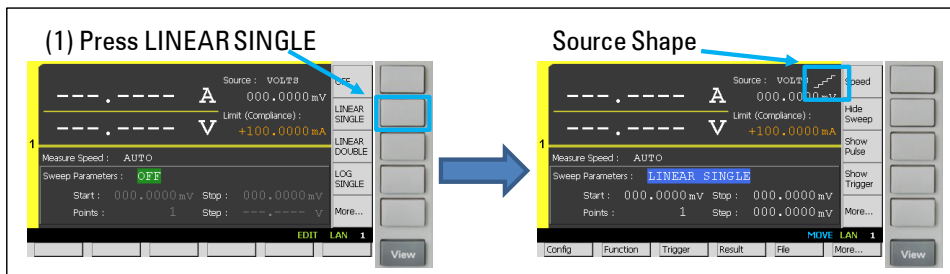 (1) Press LINEAR SINGLE
Source : VOLTS
OFF
---.---- A
000.0000 mV
Limit (Compliance) :
LINEAR SINGLE
---.---- V
+100.0000 mA
1
LINEAR DOUBLE
Measure Speed : AUTO
Sweep Parameters : OFF
LOG SINGLE
Start : 000.0000 mV Stop : 000.0000 mV
Points : 1 Step : ---.---- V
More...
EDIT LAN 1
View
Source Shape
Source : VOLTS
Speed
---.---- A
000.0000 mV
Limit (Compliance) :
Hide Sweep
---.---- V
+100.0000 mA
1
Show Pulse
Measure Speed : AUTO
Sweep Parameters : LINEAR SINGLE
Show Trigger
Start : 000.0000 mV Stop : 000.0000 mV
Points : 1 Step : 000.0000 mV
More...
MOVE LAN 1
Config Function Trigger Result File More...
View